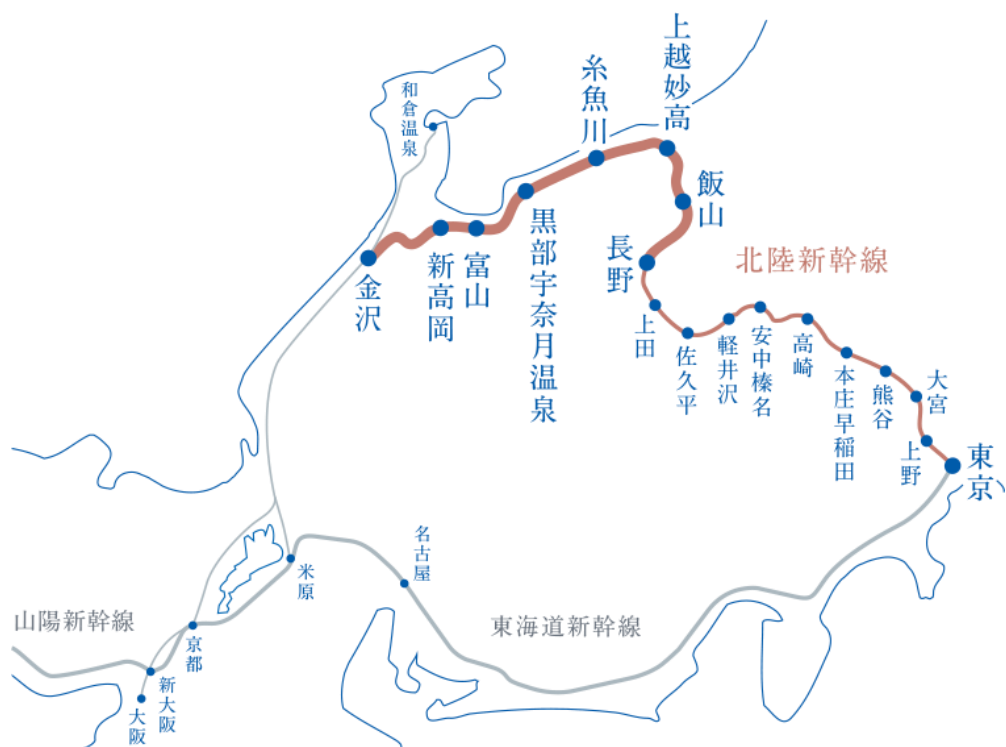 上越妙高
糸魚川
和倉温泉
飯山
黒部宇奈月温泉
富山
新高岡
金沢
長野
北陸新幹線
上田
佐久平
軽井沢
安中榛名
高崎
本庄早稲田
熊谷
大宮
上野
東京
名古屋
米原
東海道新幹線
山陽新幹線
京都
新大阪
大阪